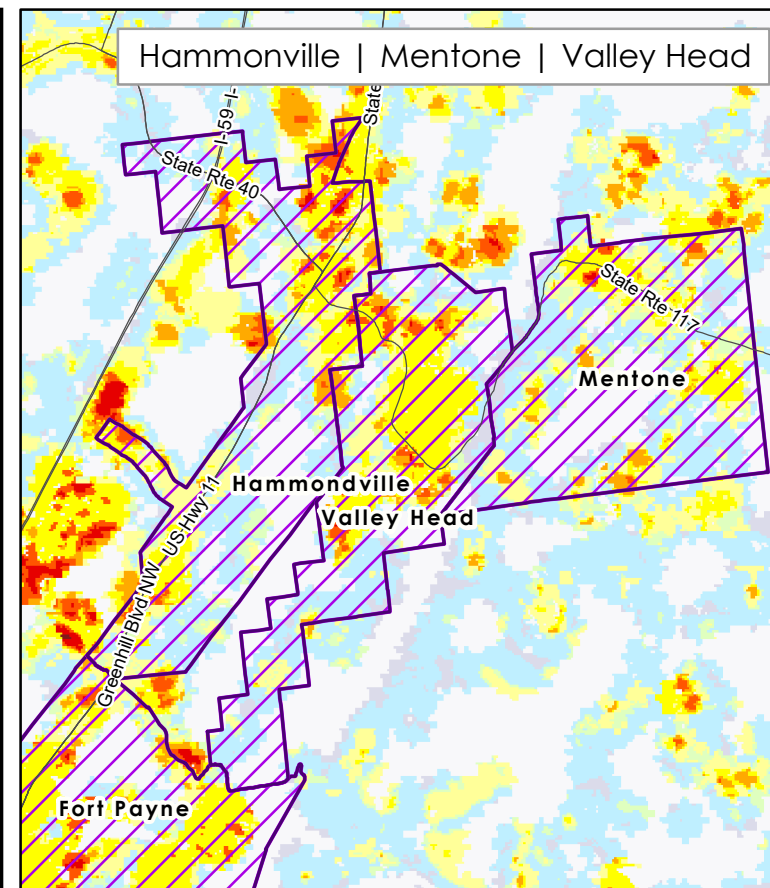 Hammonville | Mentone | Valley Head
State
I-59-I-
State Rte 40
State Rte 117
Mentone
Hammondville
Valley Head
US Hwy 11
Greenhill Blvd NW
Fort Payne